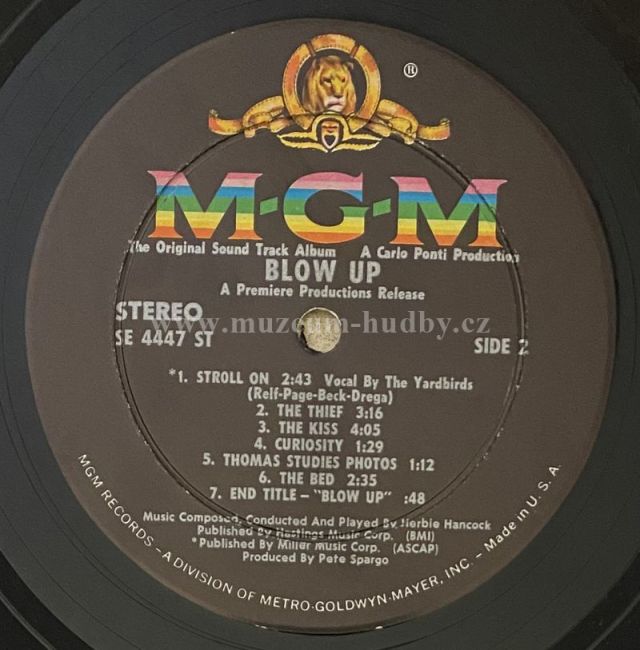 ®
M-G-M
The Original Sound Track Album A Carlo Ponti Production
BLOW UP
A Premiere Productions Release
STEREO
SE 4447 ST
SIDE 2
www.muzeum-hudby.cz
*1. STROLL ON 2:43 Vocal By The Yardbirds
(Relf-Page-Beck-Drega)
2. THE THIEF 3:16
3. THE KISS 4:05
4. CURIOSITY 1:29
5. THOMAS STUDIES PHOTOS 1:12
6. THE BED 2:35
7. END TITLE – "BLOW UP" :48
Music Composed, Conducted And Played By Herbie Hancock
Published By Hastings Music Corp. (BMI)
*Published By Miller Music Corp. (ASCAP)
Produced By Pete Spargo
MGM RECORDS – A DIVISION OF METRO-GOLDWYN-MAYER, INC. – Made in U. S. A.